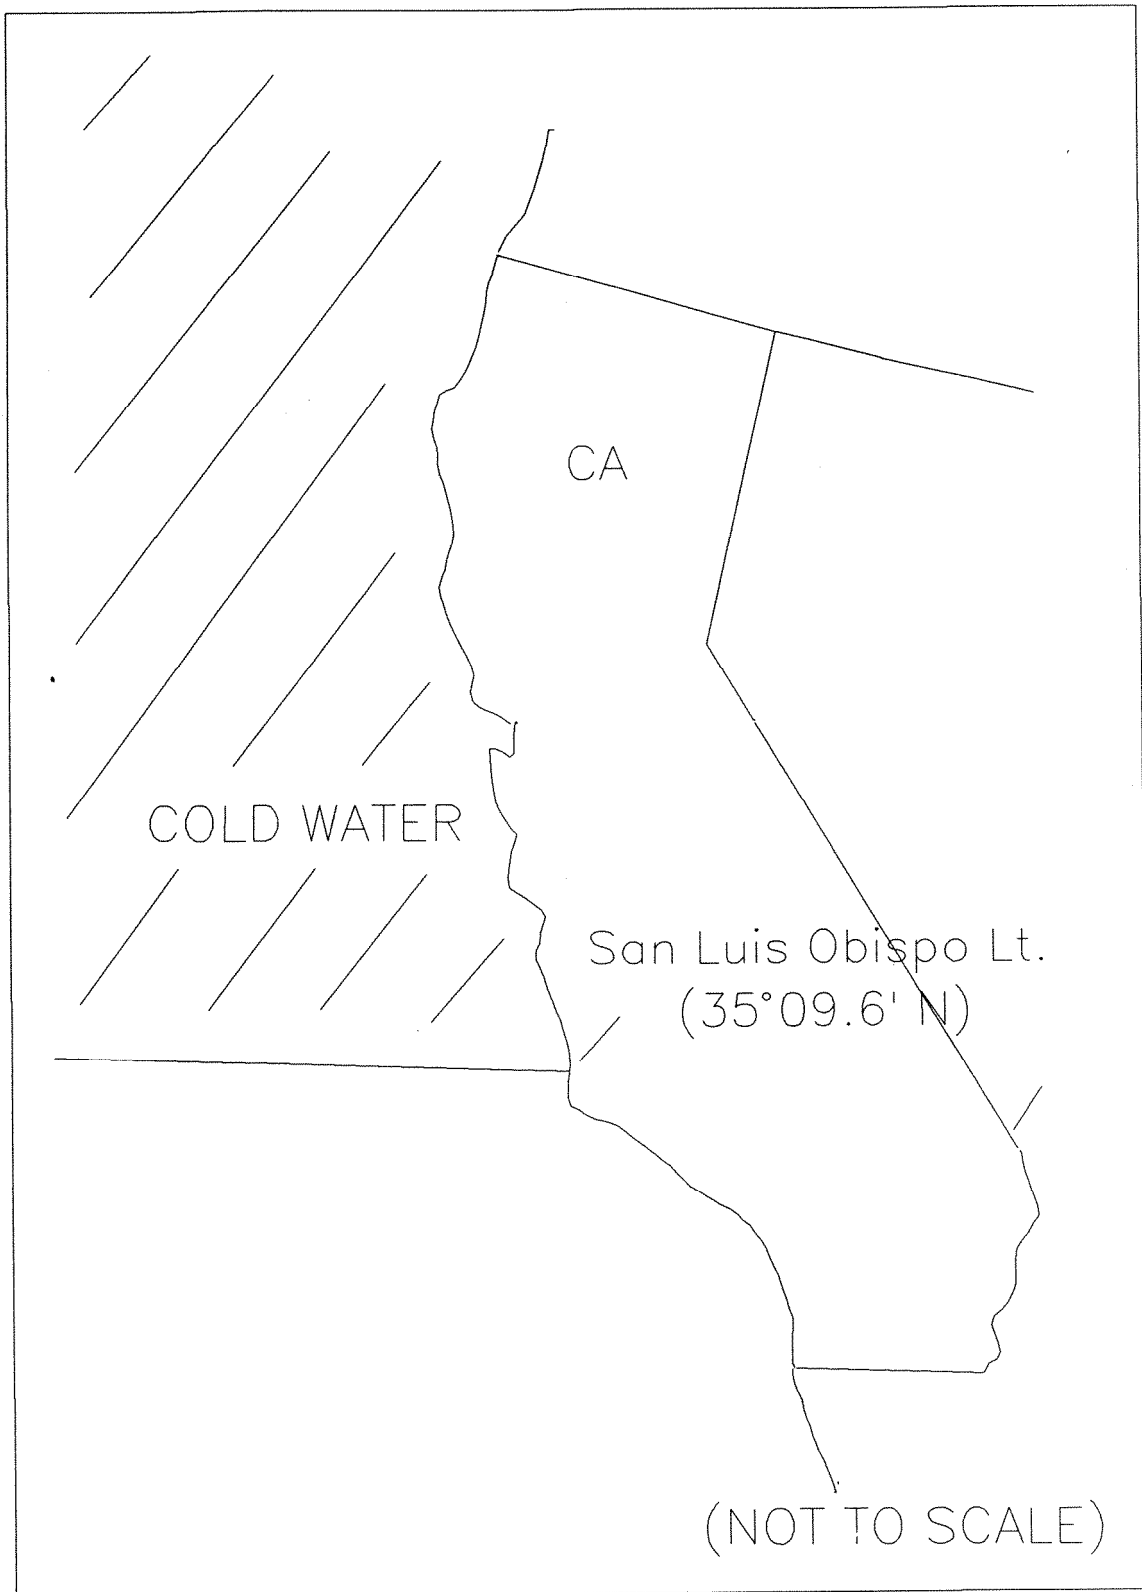 CA
COLD WATER
San Luis Obispo Lt.
(35°09.6' N)
(NOT TO SCALE)